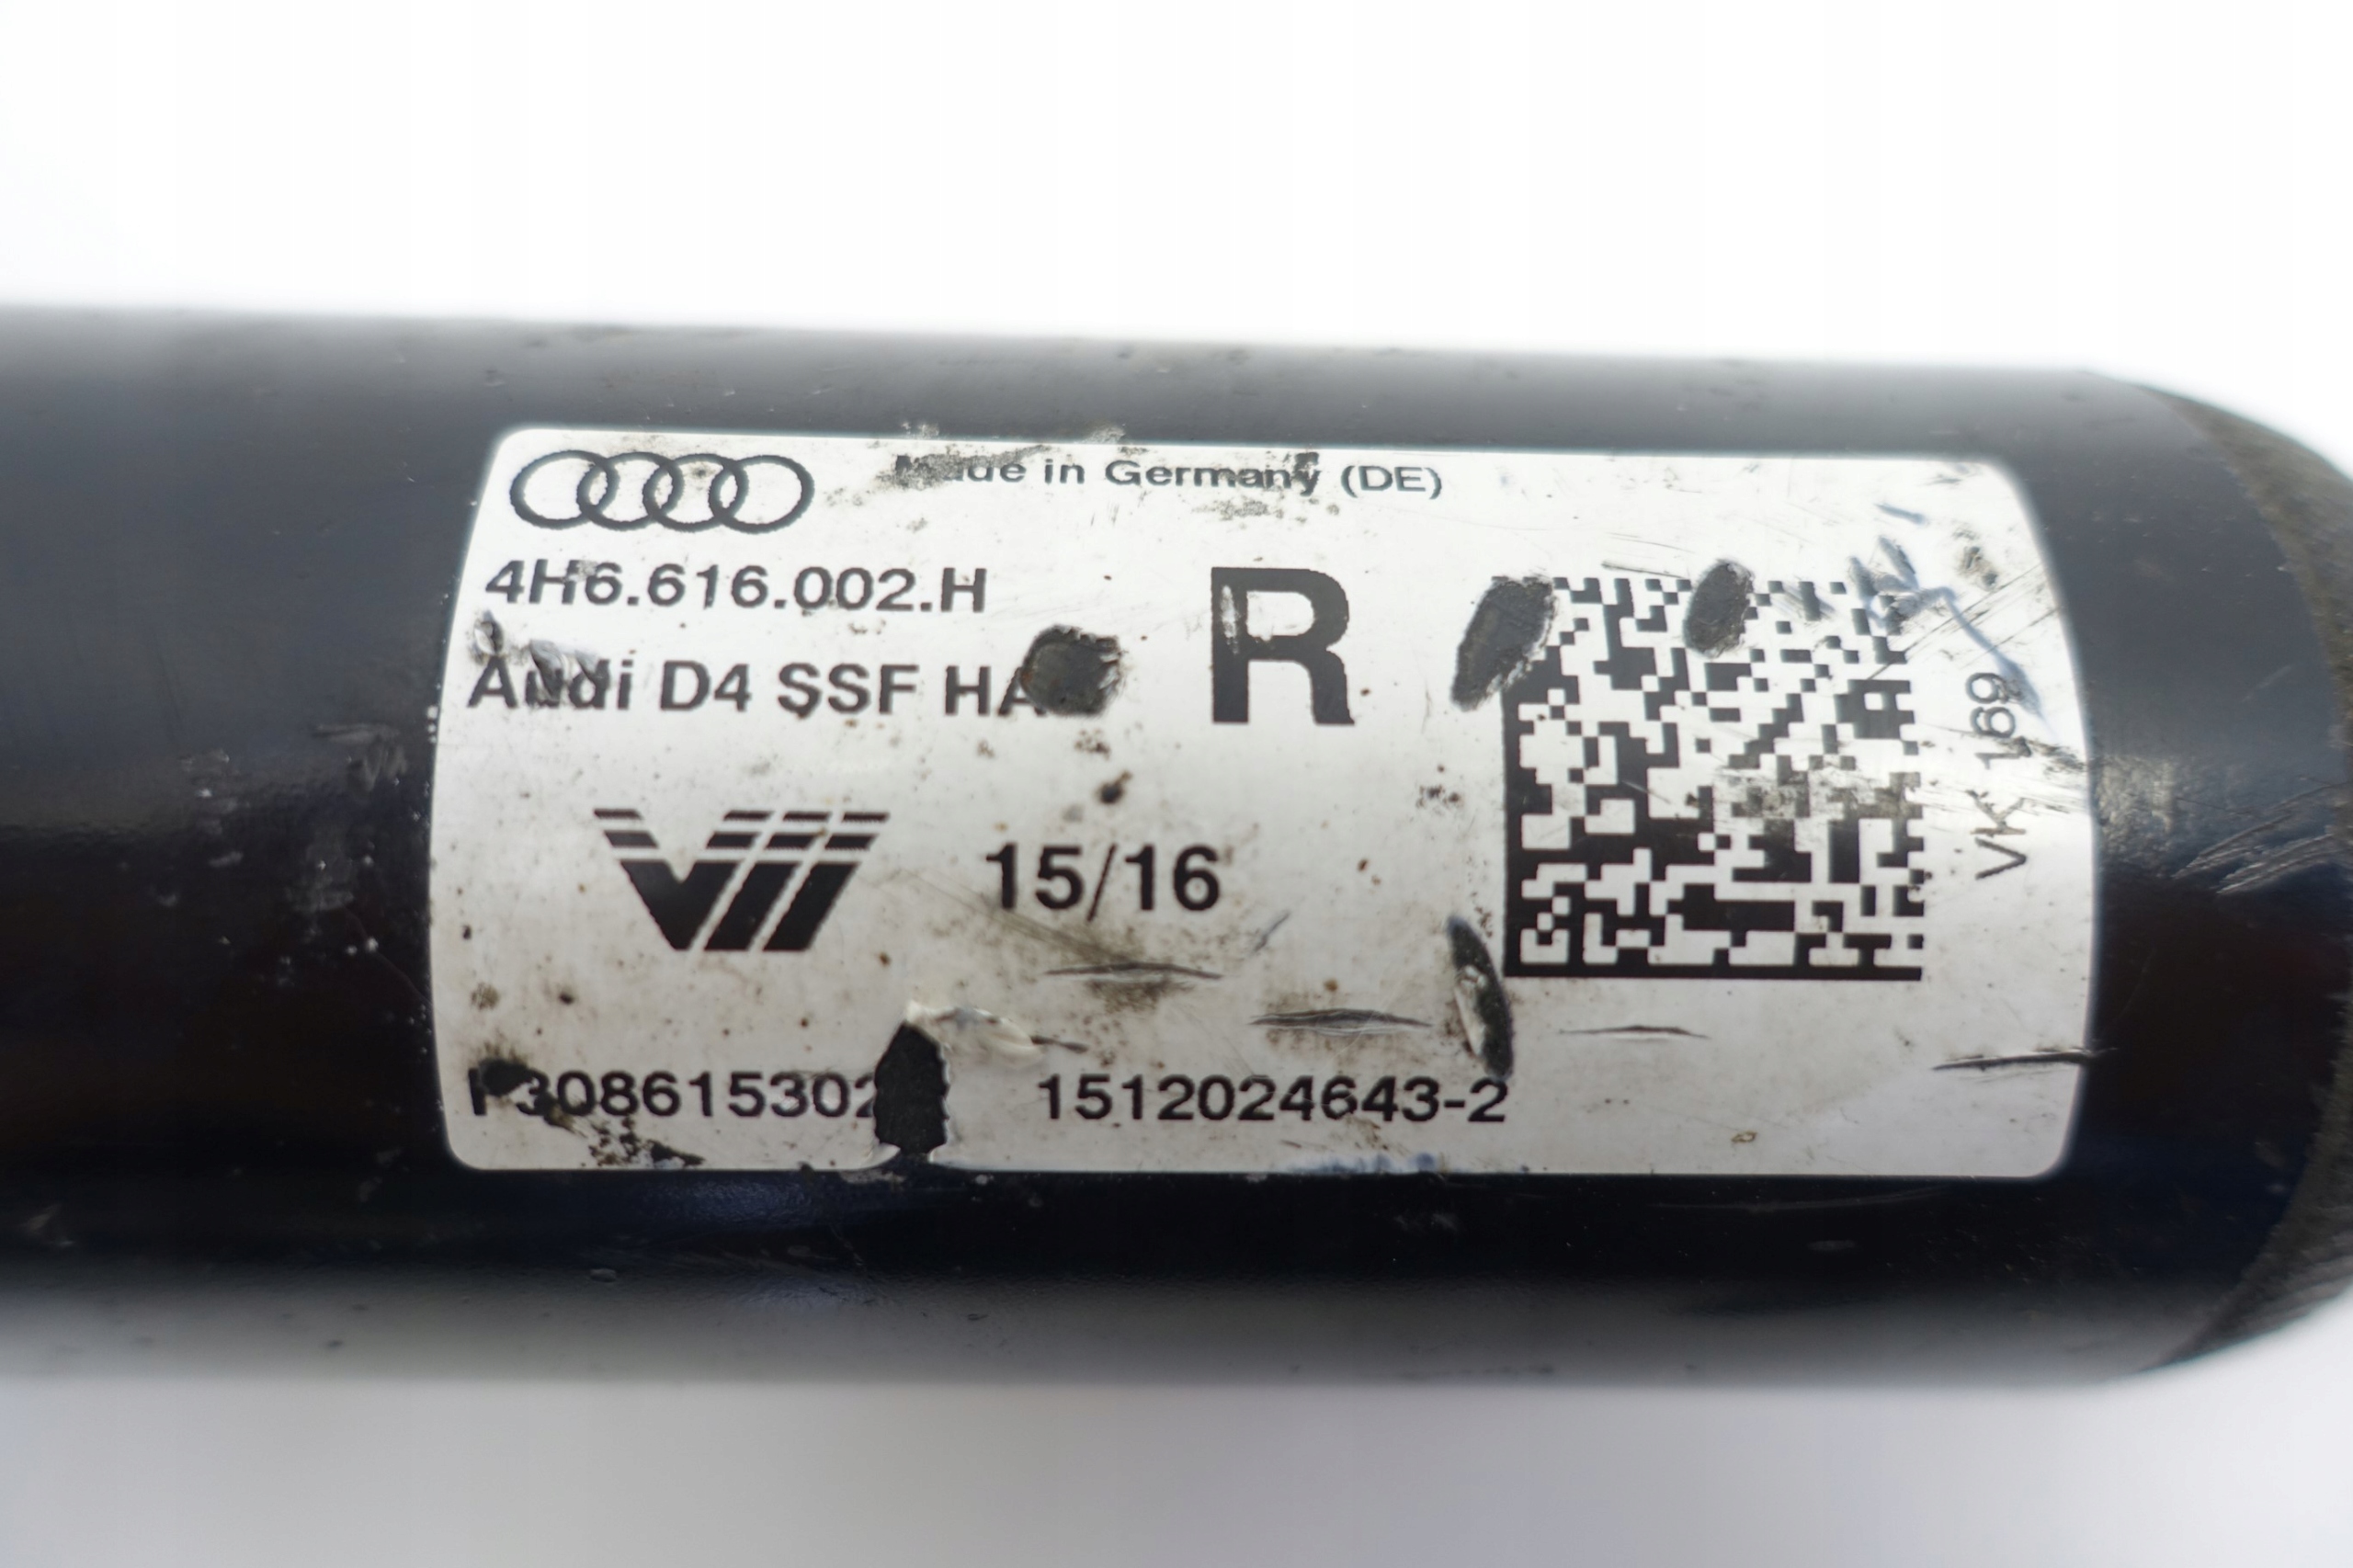 Made in Germany (DE)
4H6.616.002.H
Audi D4 SSF HA
R
15/16
VK 169
1512024643-2